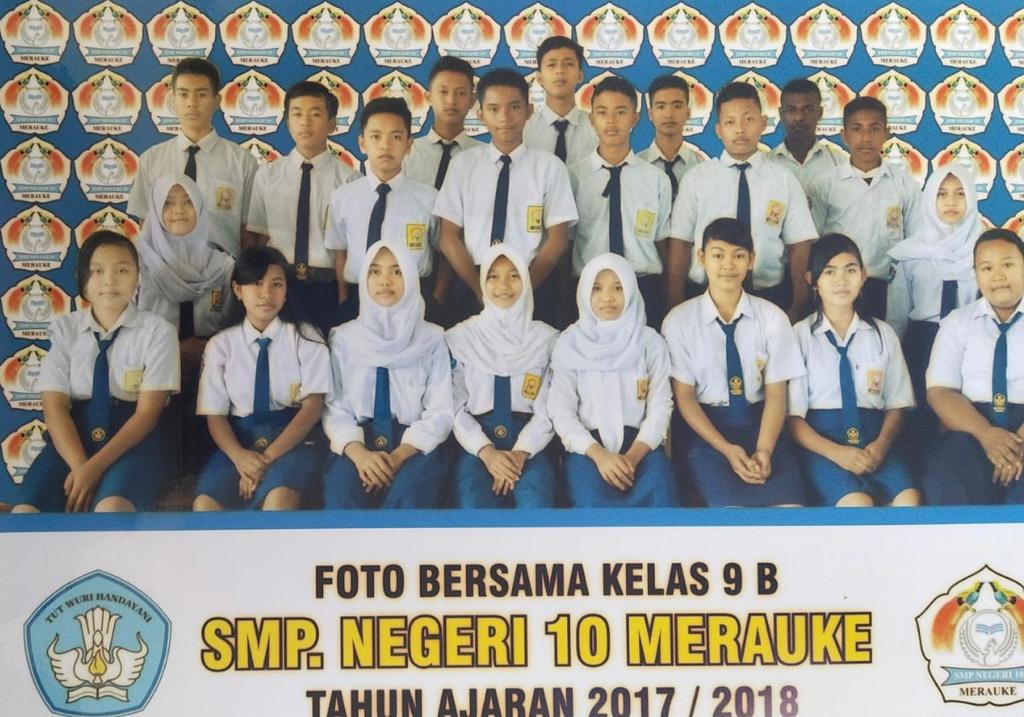 TUT WURI HANDAYANI
FOTO BERSAMA KELAS 9 B
SMP. NEGERI 10 MERAUKE
TAHUN AJARAN 2017 / 2018
SMP NEGERI 10
MERAUKE